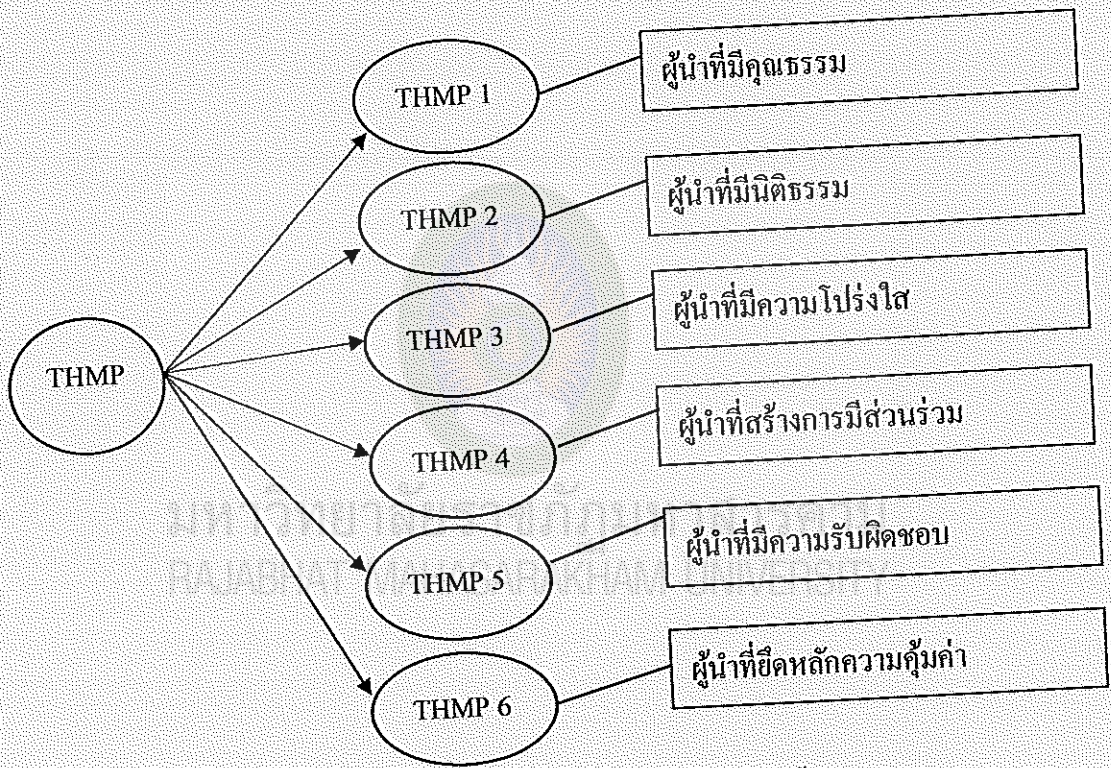 THMP
THMP 1
ผู้นำที่มีคุณธรรม
THMP 2
ผู้นำที่มีนิติธรรม
THMP 3
ผู้นำที่มีความโปร่งใส
THMP 4
ผู้นำที่สร้างการมีส่วนร่วม
THMP 5
ผู้นำที่มีความรับผิดชอบ
THMP 6
ผู้นำที่ยึดหลักความคุ้มค่า